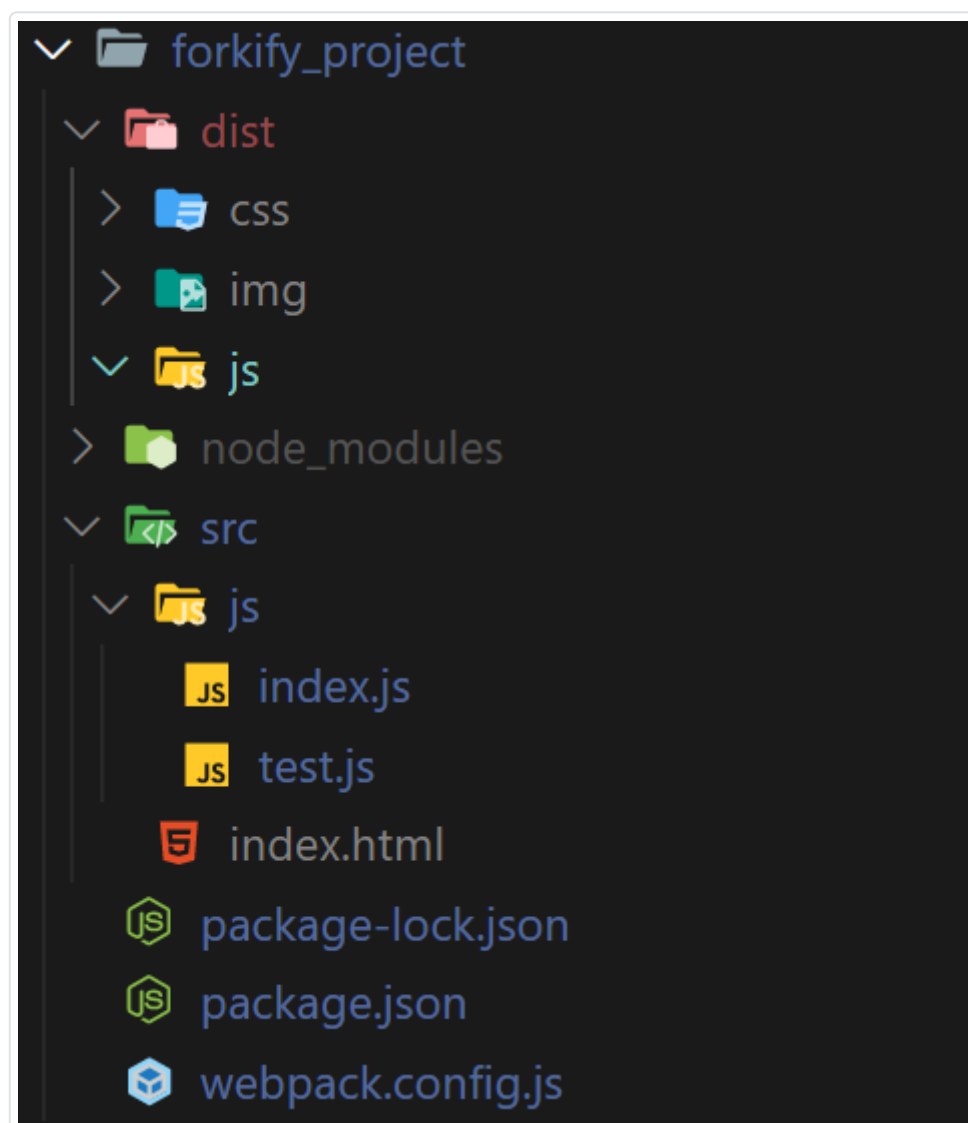 forkify_project
dist
css
img
js
node_modules
src
js
index.js
test.js
index.html
package-lock.json
package.json
webpack.config.js